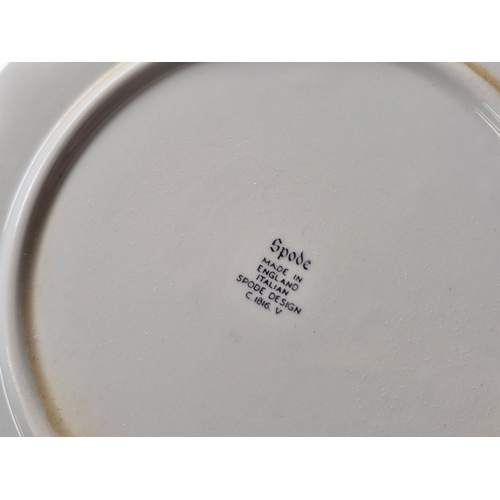 Spode
MADE IN
ENGLAND
ITALIAN
SPODE DESIGN
C. 1816. V